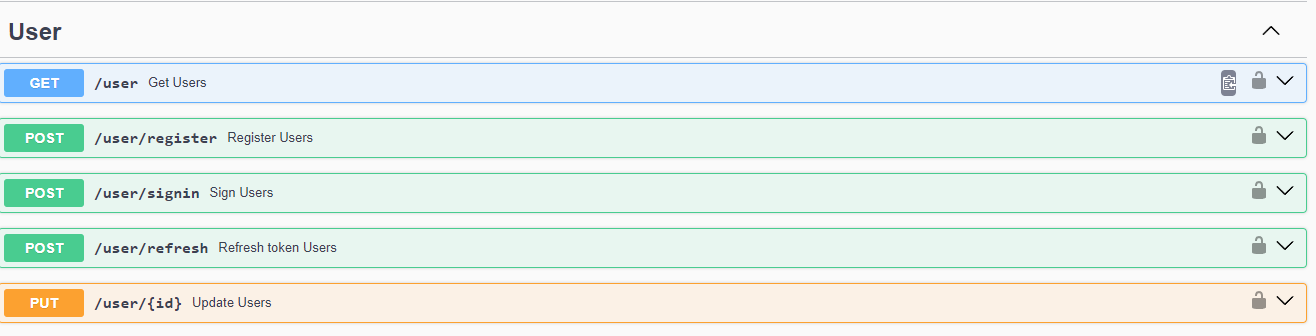 User
GET /user Get Users
POST /user/register Register Users
POST /user/signin Sign Users
POST /user/refresh Refresh token Users
PUT /user/{id} Update Users